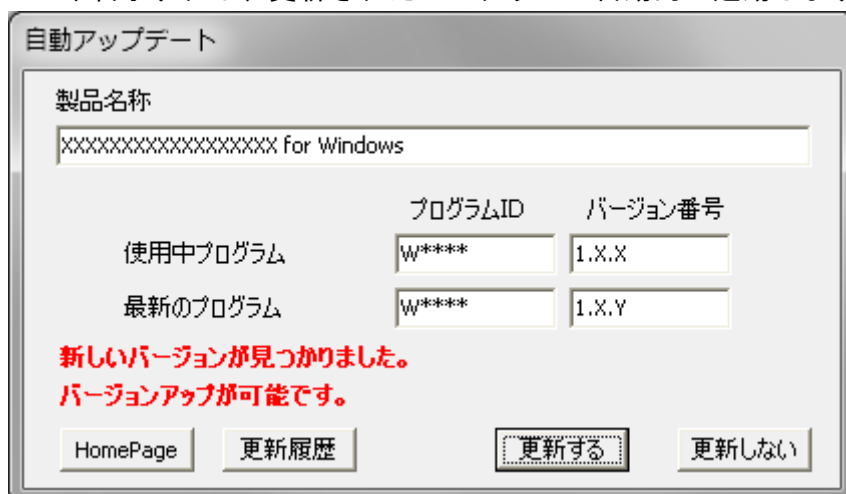 自動アップデート
製品名称
XXXXXXXXXXXXXXXXXX for Windows
プログラムID バージョン番号
使用中プログラム W**** 1.X.X
最新のプログラム W**** 1.X.Y
新しいバージョンが見つかりました。
バージョンアップが可能です。
HomePage 更新履歴 更新する 更新しない